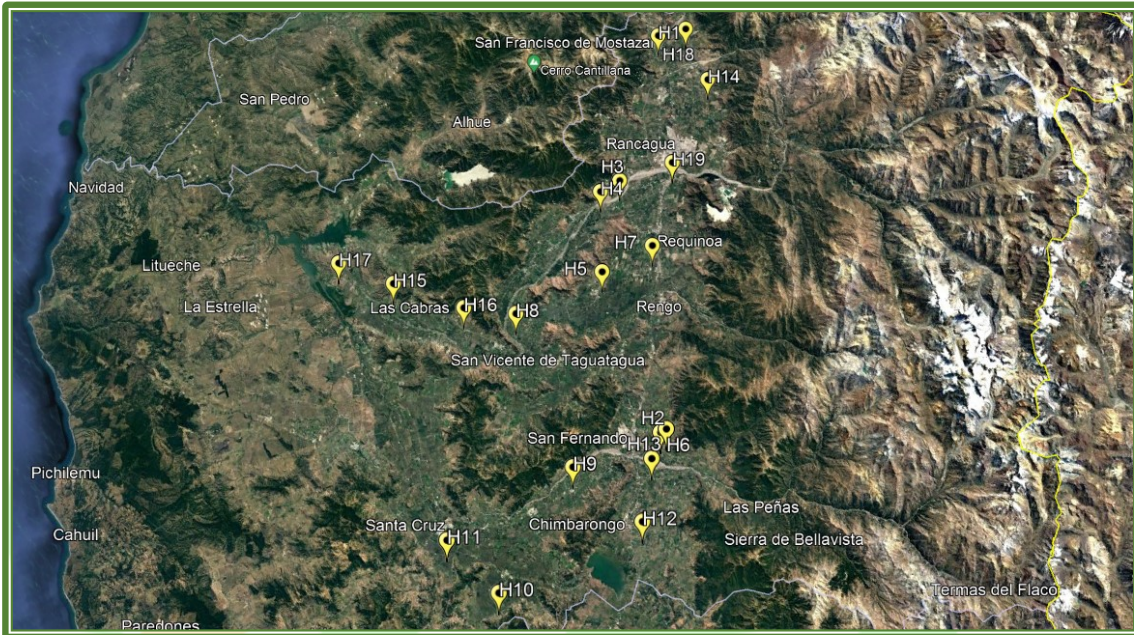 H1
San Francisco de Mostazal
H18
Cerro Cantillana
H14
San Pedro
Alhue
Rancagua
H19
H3
H4
Navidad
H7
Requinoa
Litueche
H17
H5
H15
La Estrella
Las Cabras
H16
H8
Rengo
San Vicente de Taguatagua
H2
San Fernando
H13
H6
H9
Pichilemu
Las Peñas
Santa Cruz
Chimbarongo
H12
Cahuil
H11
Sierra de Bellavista
H10
Termas del Flaco
Paredones